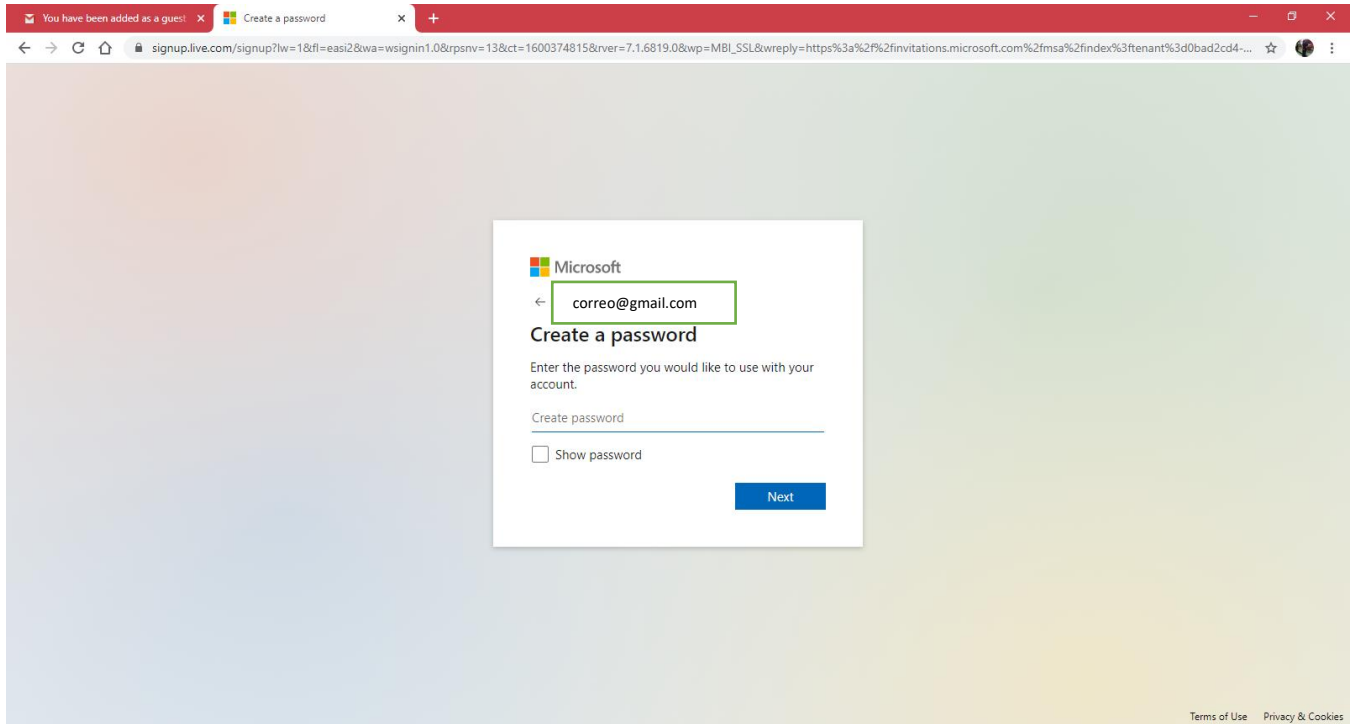 You have been added as a guest
Create a password
signup.live.com/signup?lw=1&fl=easi2&wa=wsignin1.0&rpsnv=13&ct=1600374815&rver=7.1.6819.0&wp=MBI_SSL&wreply=https%3a%2f%2finvitations.microsoft.com%2fmsa%2findex%3ftenant%3d0bad2cd4-...
Microsoft
correo@gmail.com
Create a password
Enter the password you would like to use with your
account.
Create password
Show password
Next
Terms of Use Privacy & Cookies